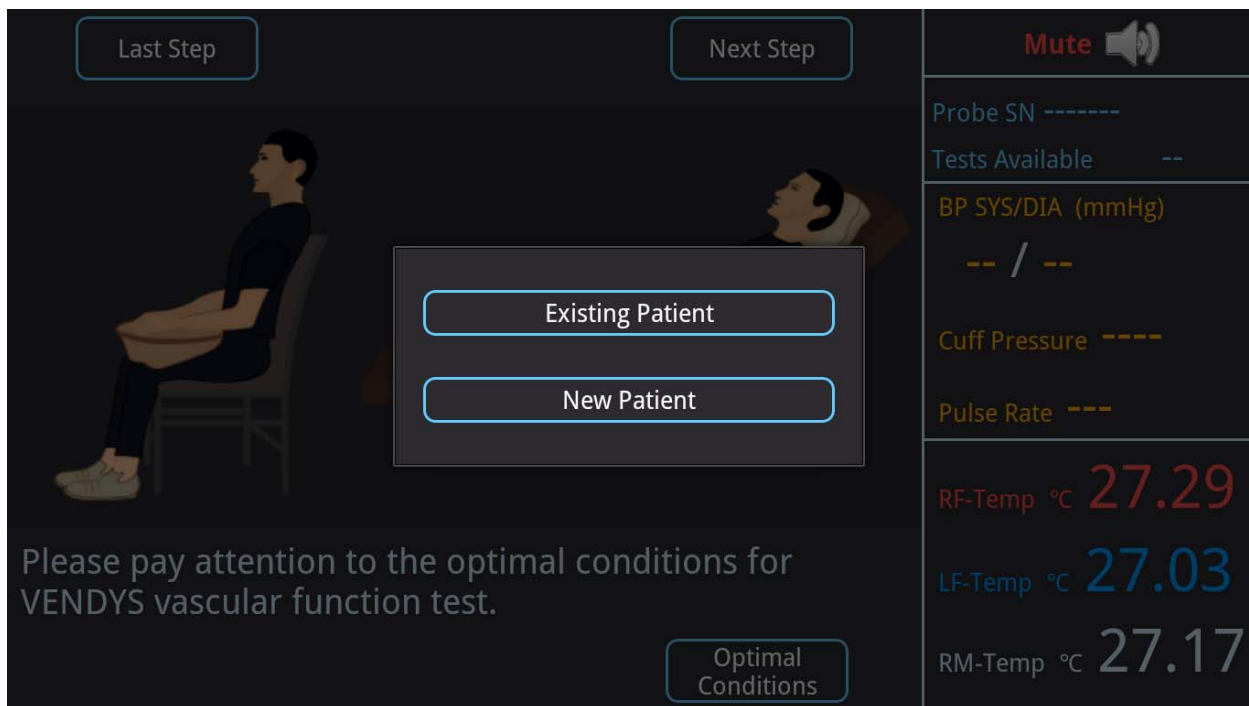 Last Step
Next Step
Mute
Probe SN -------
Tests Available --
BP SYS/DIA (mmHg)
-- / --
Existing Patient
Cuff Pressure ----
New Patient
Pulse Rate ---
RF-Temp °C 27.29
Please pay attention to the optimal conditions for
VENDYS vascular function test.
LF-Temp °C 27.03
Optimal
Conditions
RM-Temp °C 27.17